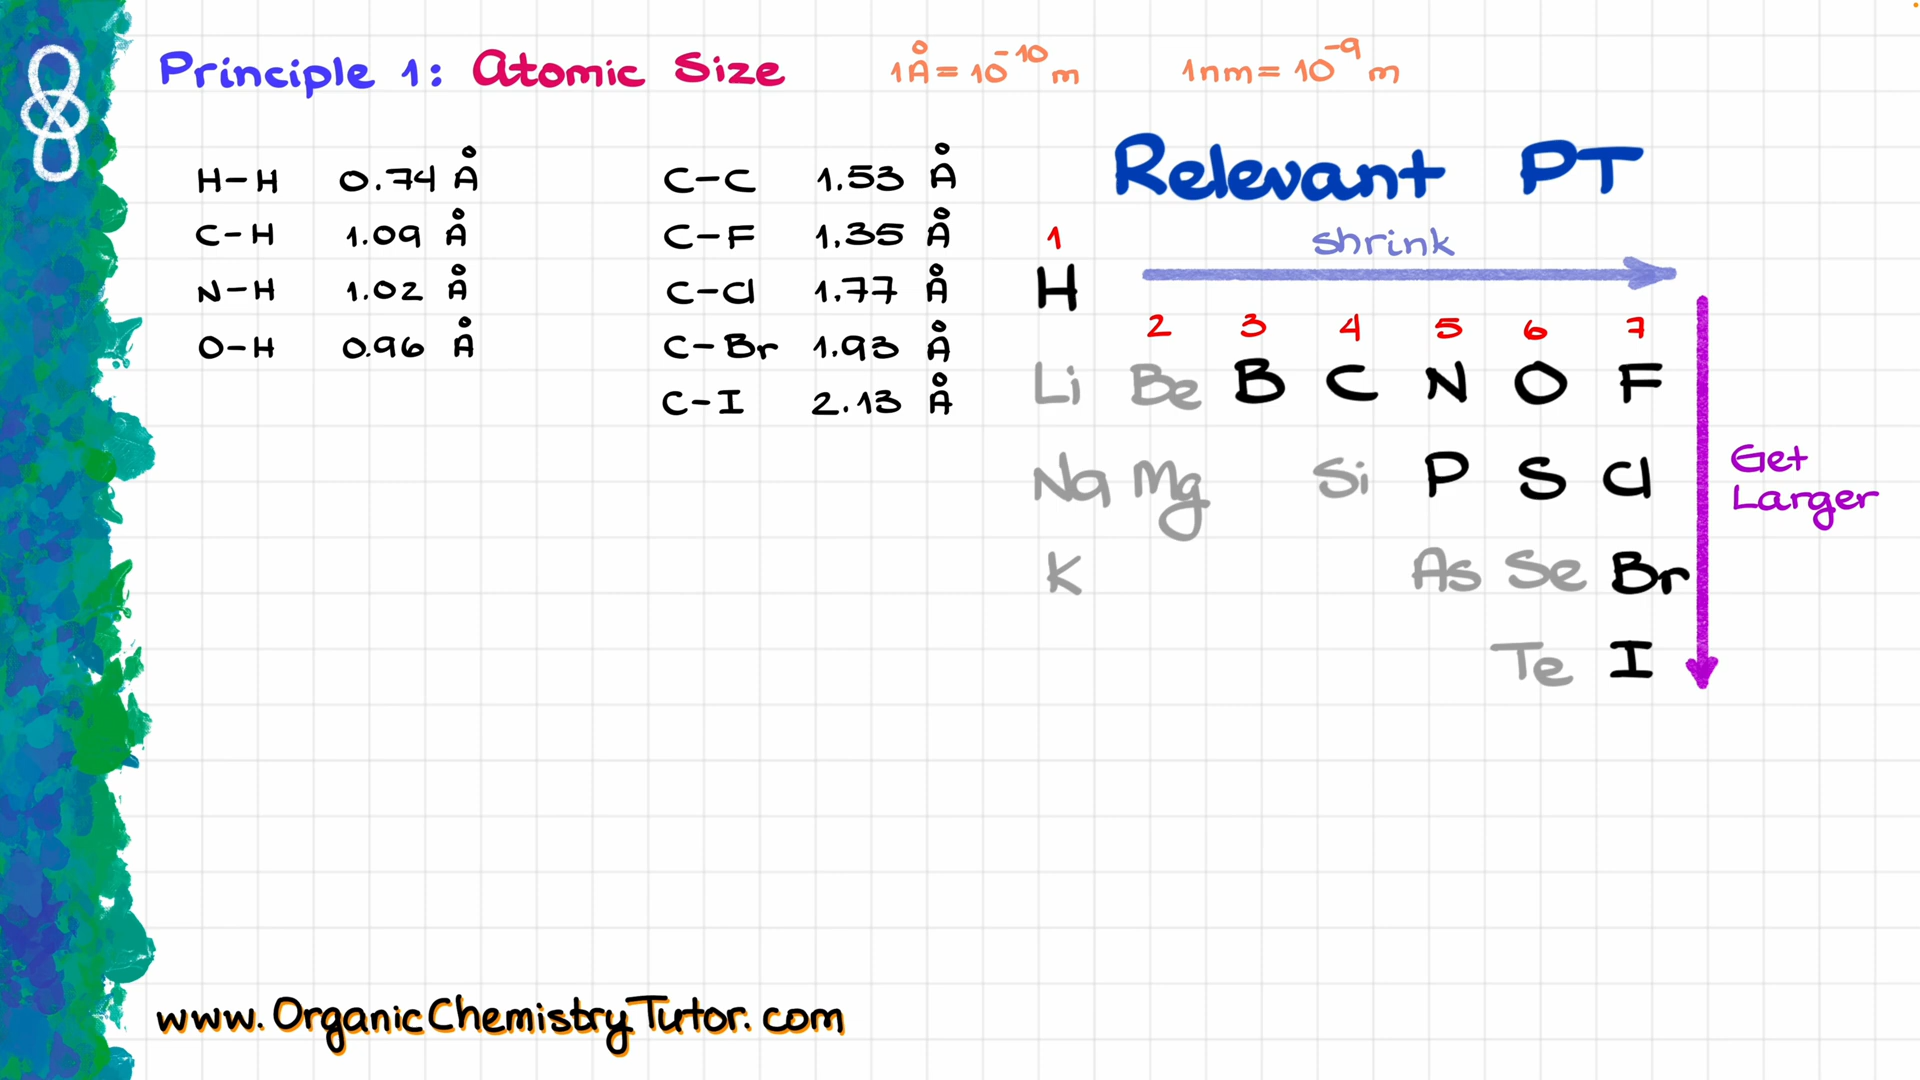 Principle 1: Atomic Size
1Å = 10⁻¹⁰ m
1nm = 10⁻⁹ m
H-H 0.74 Å
C-H 1.09 Å
N-H 1.02 Å
O-H 0.96 Å
C-C 1.53 Å
C-F 1.35 Å
C-Cl 1.77 Å
C-Br 1.93 Å
C-I 2.13 Å
Relevant PT
shrink
1
H
2 3 4 5 6 7
Li Be B C N O F
Na Mg Si P S Cl
K As Se Br
Te I
Get
Larger
www.OrganicChemistryTutor.com